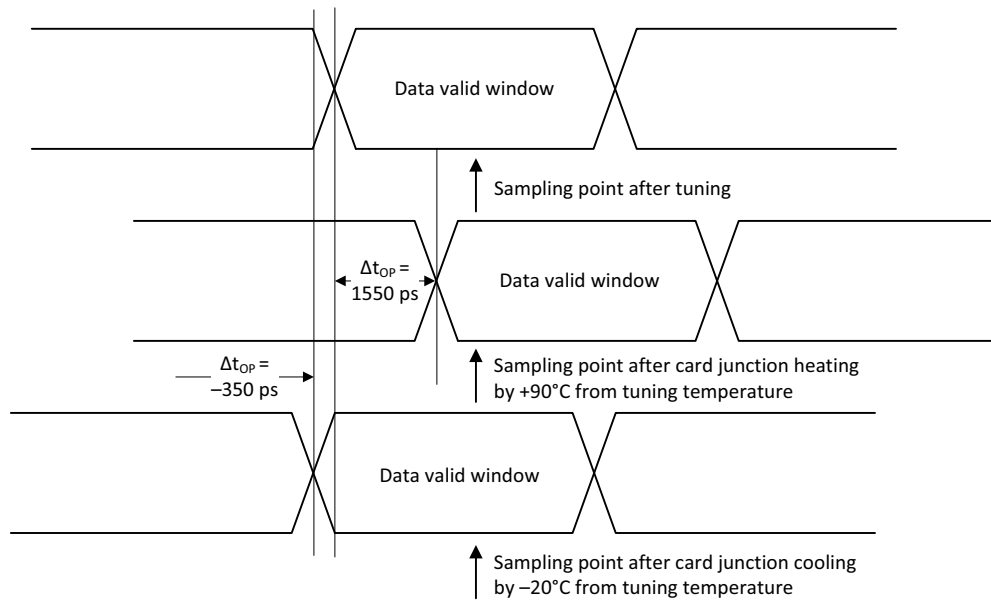 Data valid window
Sampling point after tuning
Δt_OP =
1550 ps
Data valid window
Δt_OP =
–350 ps
Sampling point after card junction heating
by +90°C from tuning temperature
Data valid window
Sampling point after card junction cooling
by –20°C from tuning temperature